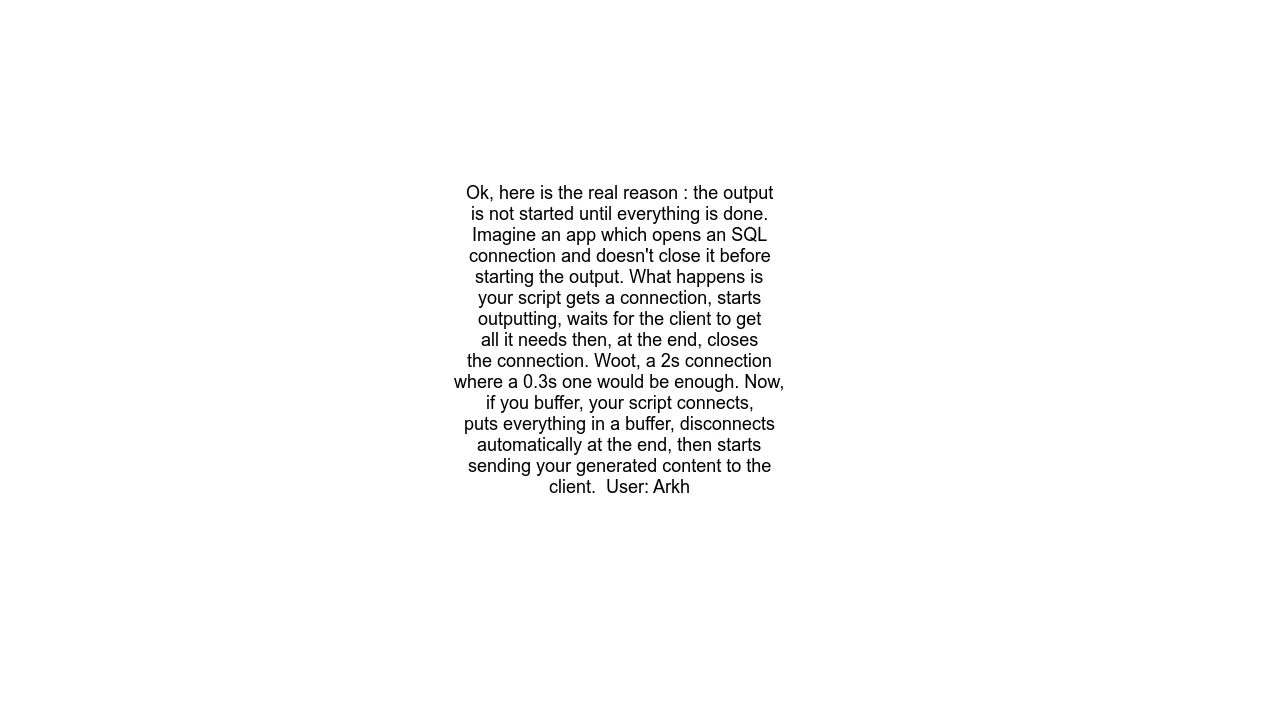 Ok, here is the real reason : the output
is not started until everything is done.
Imagine an app which opens an SQL
connection and doesn't close it before
starting the output. What happens is
your script gets a connection, starts
outputting, waits for the client to get
all it needs then, at the end, closes
the connection. Woot, a 2s connection
where a 0.3s one would be enough. Now,
if you buffer, your script connects,
puts everything in a buffer, disconnects
automatically at the end, then starts
sending your generated content to the
client.  User: Arkh